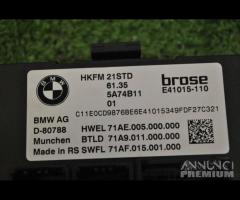 BMW
HKFM 21STD
61.35
5A74B11
01
brose
E41015-110
C11E0CD9876BE6E41015349FDF27C321
BMW AG
D-80788
Munchen
Made in RS
HWEL 71AE.005.000.000
BTLD 71A9.011.000.000
SWFL 71AF.015.001.000
ANNUNCI
PREMIUM